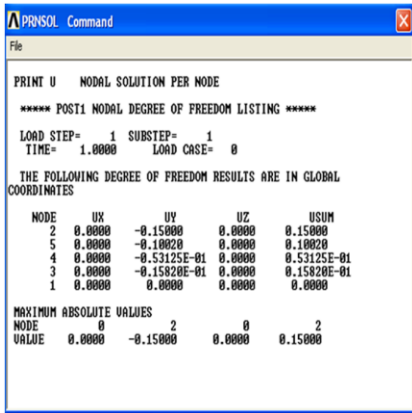 PRNSOL Command
File
PRINT U NODAL SOLUTION PER NODE
***** POST1 NODAL DEGREE OF FREEDOM LISTING *****
LOAD STEP= 1 SUBSTEP= 1
TIME= 1.0000 LOAD CASE= 0
THE FOLLOWING DEGREE OF FREEDOM RESULTS ARE IN GLOBAL
COORDINATES
NODE UX UY UZ USUM
2 0.0000 -0.15000 0.0000 0.15000
5 0.0000 -0.10020 0.0000 0.10020
4 0.0000 -0.53125E-01 0.0000 0.53125E-01
3 0.0000 -0.15820E-01 0.0000 0.15820E-01
1 0.0000 0.0000 0.0000 0.0000
MAXIMUM ABSOLUTE VALUES
NODE 0 2 0 2
VALUE 0.0000 -0.15000 0.0000 0.15000